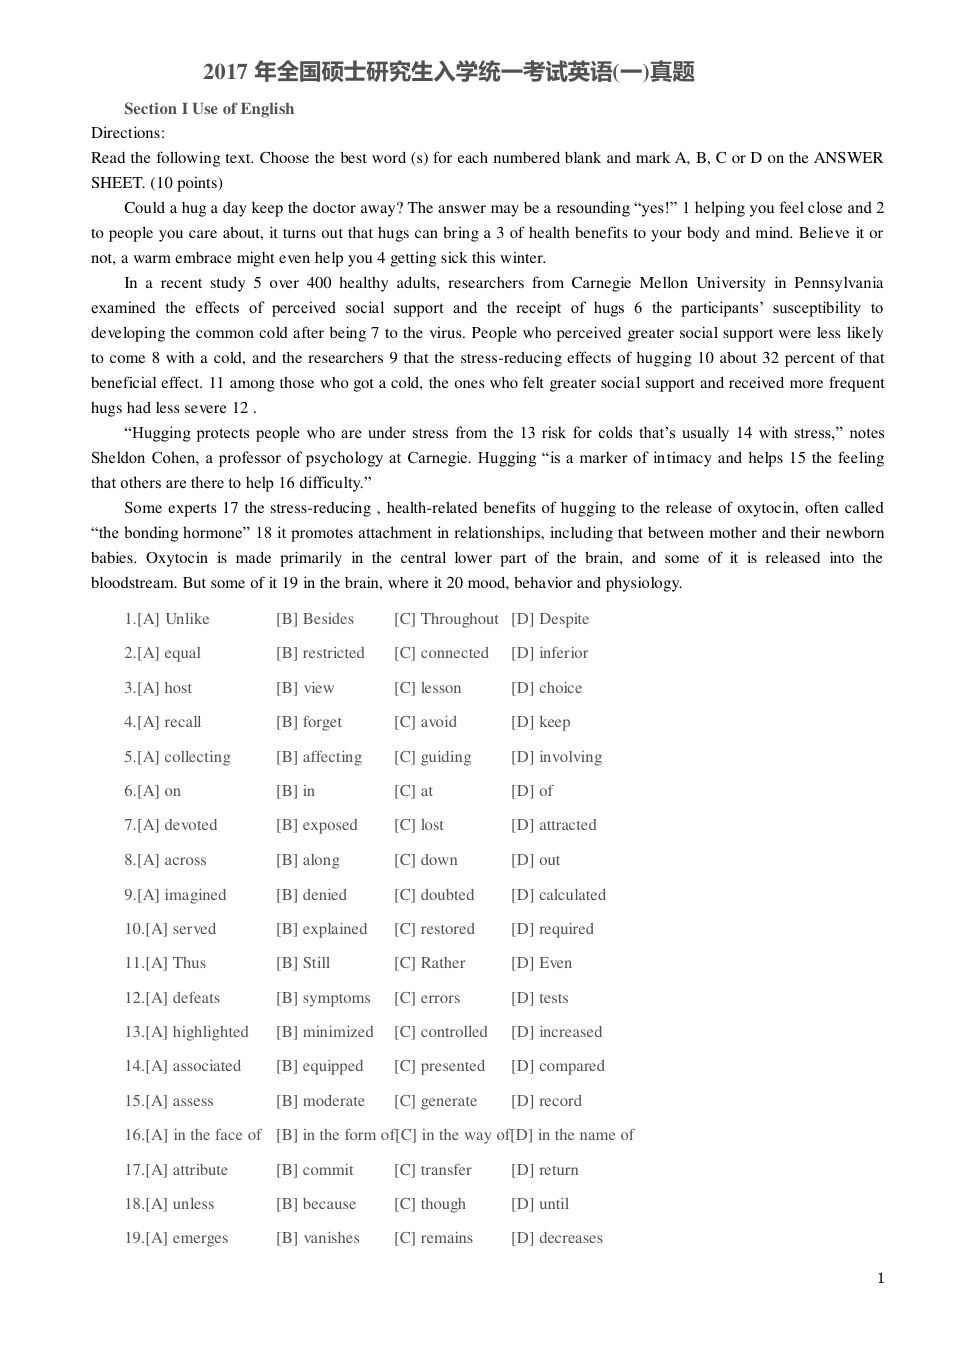 2017 年全国硕士研究生入学统一考试英语(一)真题
Section I Use of English
Directions:
Read the following text. Choose the best word (s) for each numbered blank and mark A, B, C or D on the ANSWER
SHEET. (10 points)
Could a hug a day keep the doctor away? The answer may be a resounding “yes!” 1 helping you feel close and 2
to people you care about, it turns out that hugs can bring a 3 of health benefits to your body and mind. Believe it or
not, a warm embrace might even help you 4 getting sick this winter.
In a recent study 5 over 400 healthy adults, researchers from Carnegie Mellon University in Pennsylvania
examined the effects of perceived social support and the receipt of hugs 6 the participants’ susceptibility to
developing the common cold after being 7 to the virus. People who perceived greater social support were less likely
to come 8 with a cold, and the researchers 9 that the stress-reducing effects of hugging 10 about 32 percent of that
beneficial effect. 11 among those who got a cold, the ones who felt greater social support and received more frequent
hugs had less severe 12 .
“Hugging protects people who are under stress from the 13 risk for colds that’s usually 14 with stress,” notes
Sheldon Cohen, a professor of psychology at Carnegie. Hugging “is a marker of intimacy and helps 15 the feeling
that others are there to help 16 difficulty.”
Some experts 17 the stress-reducing , health-related benefits of hugging to the release of oxytocin, often called
“the bonding hormone” 18 it promotes attachment in relationships, including that between mother and their newborn
babies. Oxytocin is made primarily in the central lower part of the brain, and some of it is released into the
bloodstream. But some of it 19 in the brain, where it 20 mood, behavior and physiology.
1.[A] Unlike [B] Besides [C] Throughout [D] Despite
2.[A] equal [B] restricted [C] connected [D] inferior
3.[A] host [B] view [C] lesson [D] choice
4.[A] recall [B] forget [C] avoid [D] keep
5.[A] collecting [B] affecting [C] guiding [D] involving
6.[A] on [B] in [C] at [D] of
7.[A] devoted [B] exposed [C] lost [D] attracted
8.[A] across [B] along [C] down [D] out
9.[A] imagined [B] denied [C] doubted [D] calculated
10.[A] served [B] explained [C] restored [D] required
11.[A] Thus [B] Still [C] Rather [D] Even
12.[A] defeats [B] symptoms [C] errors [D] tests
13.[A] highlighted [B] minimized [C] controlled [D] increased
14.[A] associated [B] equipped [C] presented [D] compared
15.[A] assess [B] moderate [C] generate [D] record
16.[A] in the face of [B] in the form of[C] in the way of[D] in the name of
17.[A] attribute [B] commit [C] transfer [D] return
18.[A] unless [B] because [C] though [D] until
19.[A] emerges [B] vanishes [C] remains [D] decreases
1